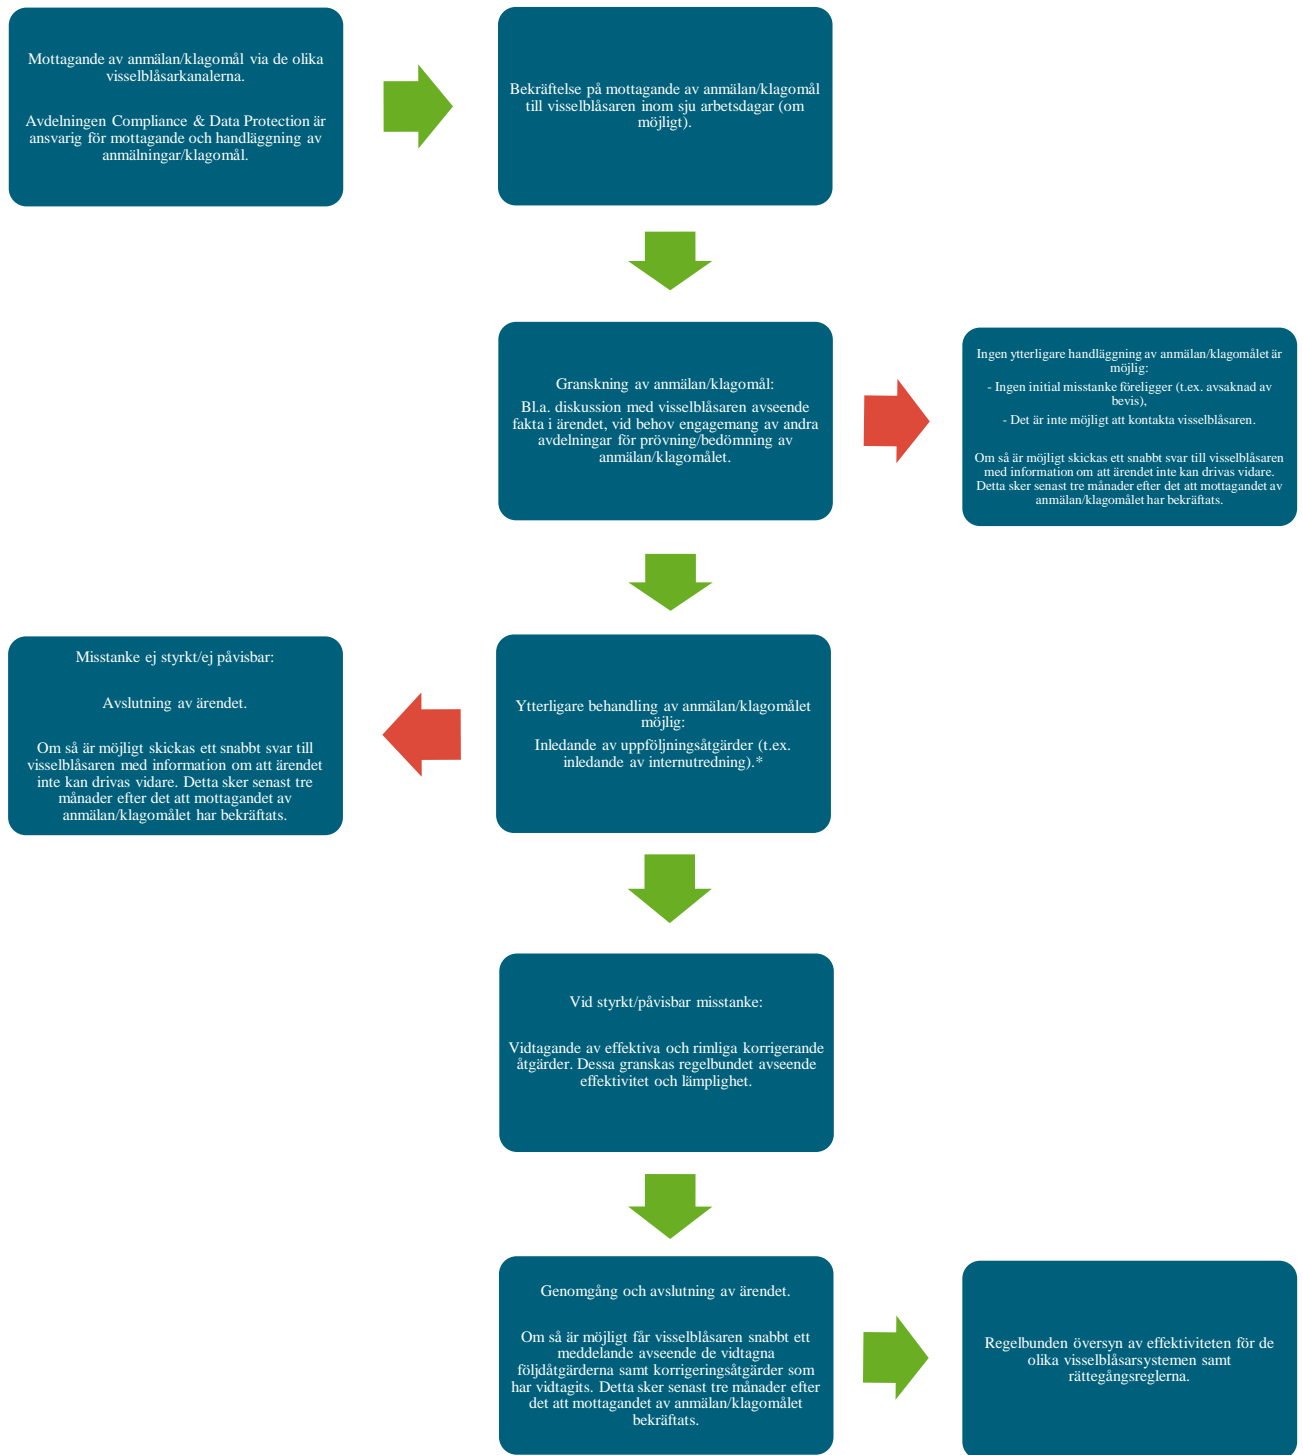 Mottagande av anmälan/klagomål via de olika
visselblåsarkanalerna.
Avdelningen Compliance & Data Protection är
ansvarig för mottagande och handläggning av
anmälningar/klagomål.
Bekräftelse på mottagande av anmälan/klagomål
till visselblåsaren inom sju arbetsdagar (om
möjligt).
Granskning av anmälan/klagomål:
Bl.a. diskussion med visselblåsaren avseende
fakta i ärendet, vid behov engagemang av andra
avdelningar för prövning/bedömning av
anmälan/klagomålet.
Ingen ytterligare handläggning av anmälan/klagomålet är
möjlig:
- Ingen initial misstanke föreligger (t.ex. avsaknad av
bevis),
- Det är inte möjligt att kontakta visselblåsaren.
Om så är möjligt skickas ett snabbt svar till visselblåsaren
med information om att ärendet inte kan drivas vidare.
Detta sker senast tre månader efter det att mottagandet av
anmälan/klagomålet har bekräftats.
Ytterligare behandling av anmälan/klagomålet
möjlig:
Inledande av uppföljningsåtgärder (t.ex.
inledande av internutredning).*
Misstanke ej styrkt/ej påvisbar:
Avslutning av ärendet.
Om så är möjligt skickas ett snabbt svar till
visselblåsaren med information om att ärendet
inte kan drivas vidare. Detta sker senast tre
månader efter det att mottagandet av
anmälan/klagomålet har bekräftats.
Vid styrkt/påvisbar misstanke:
Vidtagande av effektiva och rimliga korrigerande
åtgärder. Dessa granskas regelbundet avseende
effektivitet och lämplighet.
Genomgång och avslutning av ärendet.
Om så är möjligt får visselblåsaren snabbt ett
meddelande avseende de vidtagna
följdåtgärderna samt korrigeringsåtgärder som
har vidtagits. Detta sker senast tre månader efter
det att mottagandet av anmälan/klagomålet
bekräftats.
Regelbunden översyn av effektiviteten för de
olika visselblåsarsystemen samt
rättegångsreglerna.